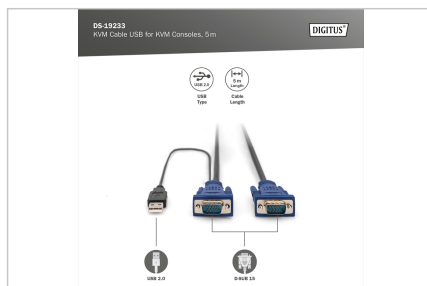 DS-19233
KVM Cable USB for KVM Consoles, 5 m
DIGITUS®
USB 2.0
USB
Type
5 m
Length
Cable
Length
USB 2.0
D-SUB 15